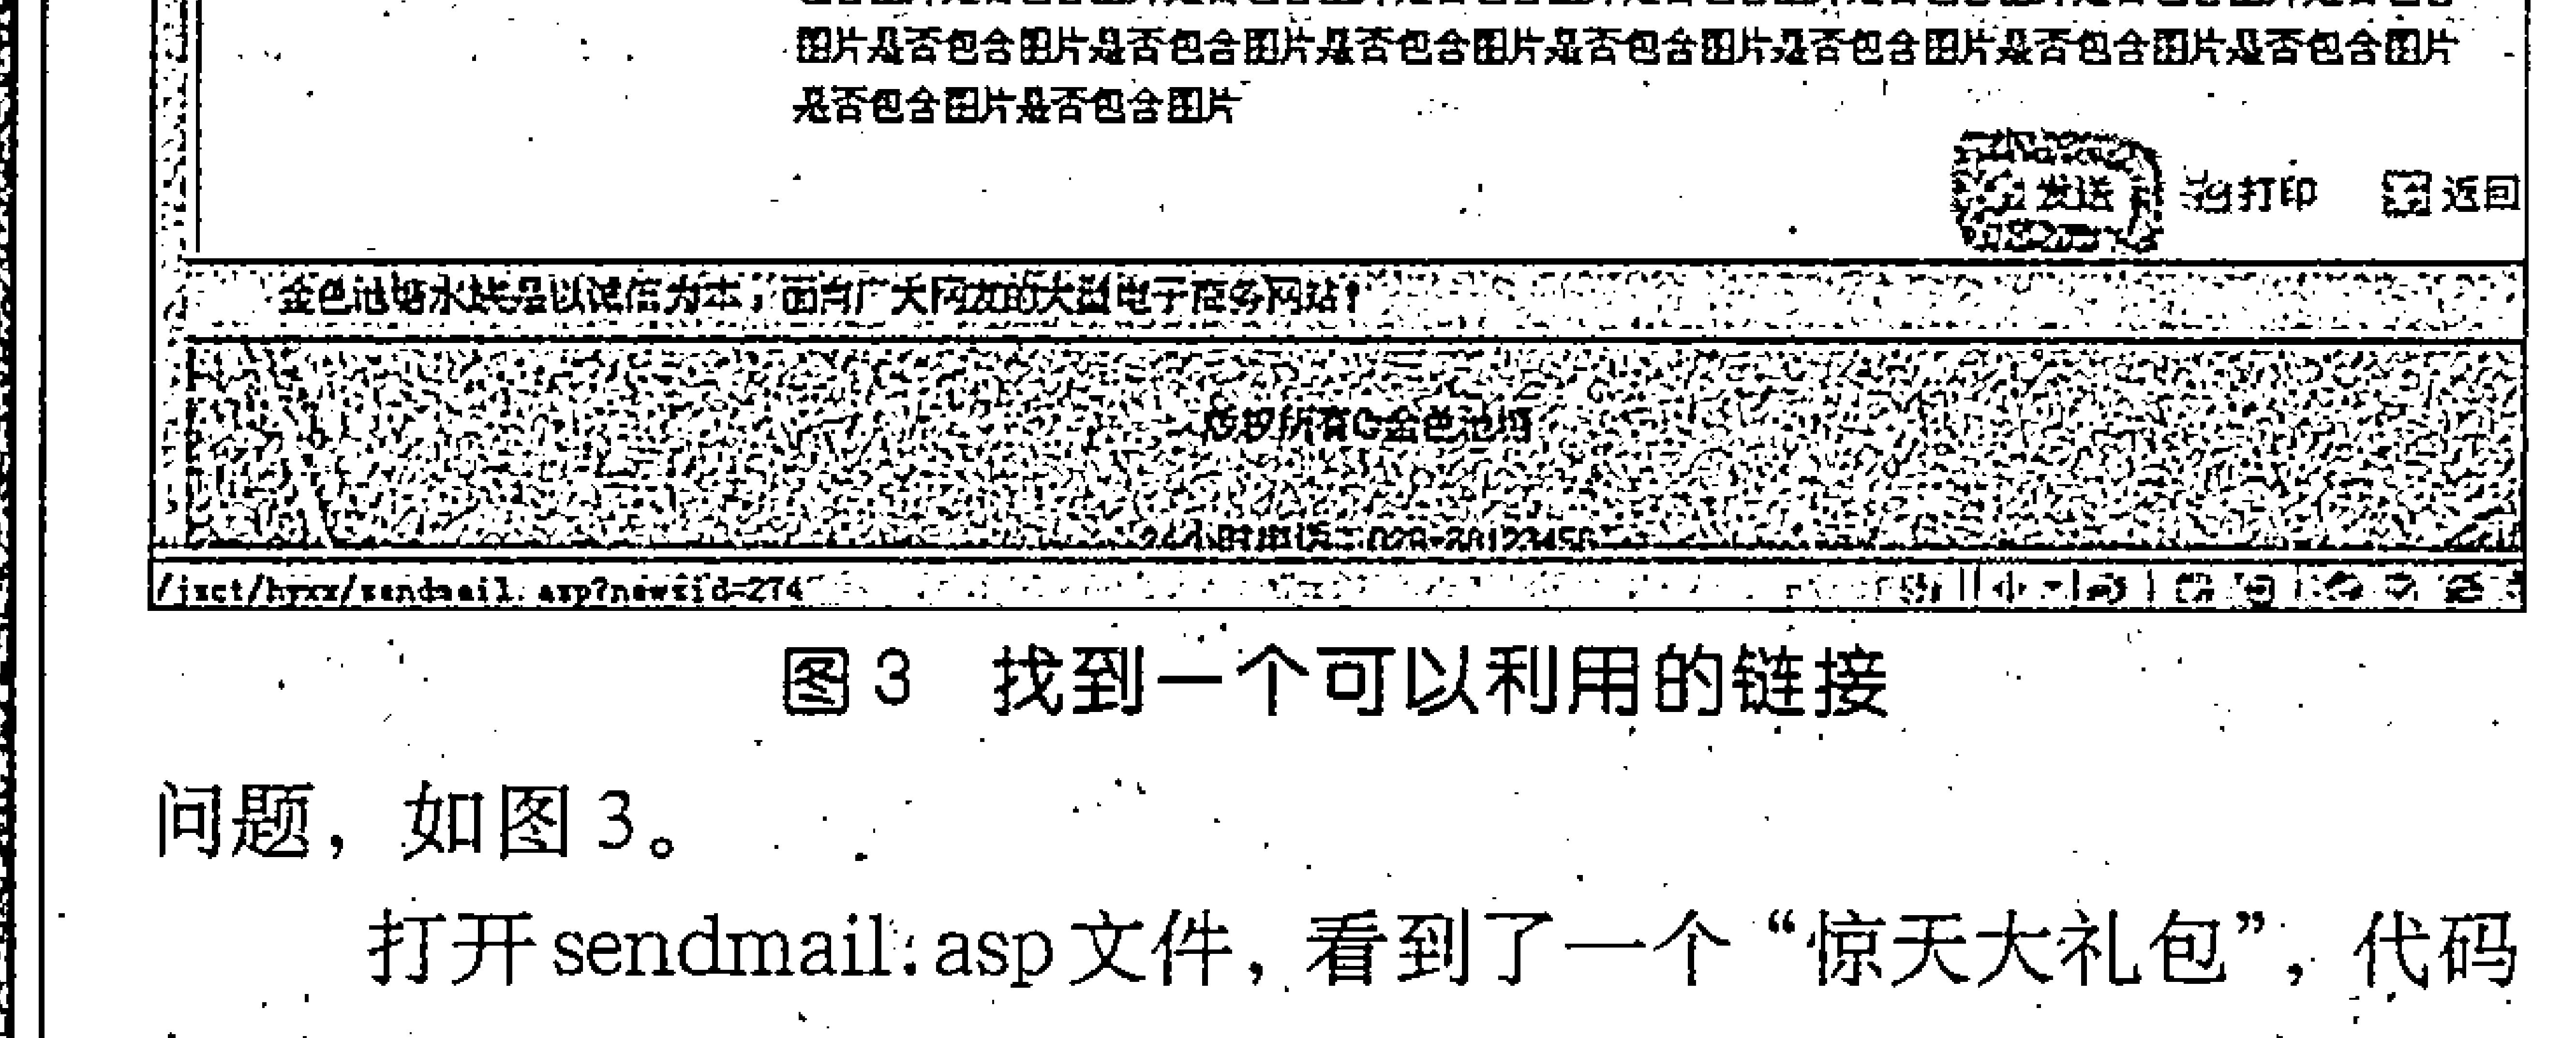 图片是否包含图片是否包含图片是否包含图片是否包含图片是否包含图片是否包含图片是否包含图片
是否包含图片是否包含图片
发送 打印 返回
金色池塘水 以诚信为本，面向广大网友的大型电子商务网站！
版权所有 金色池塘
/jsct/hyxx/sendmail.asp?newsid=274
图3 找到一个可以利用的链接
问题，如图3。
打开sendmail.asp文件，看到了一个“惊天大礼包”，代码